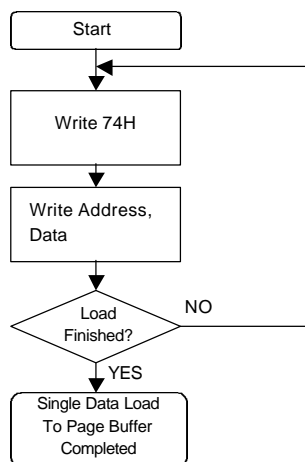 Start
Write 74H
Write Address,
Data
Load
Finished?
NO
YES
Single Data Load
To Page Buffer
Completed